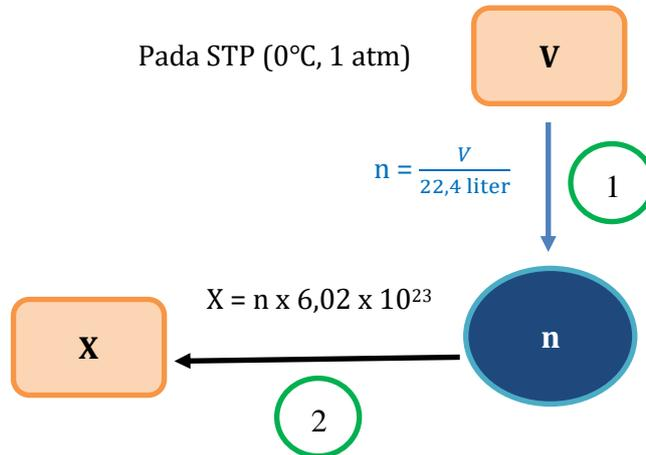 Pada STP (0°C, 1 atm)
V
n = V / 22,4 liter
1
X = n x 6,02 x 10²³
X
n
2